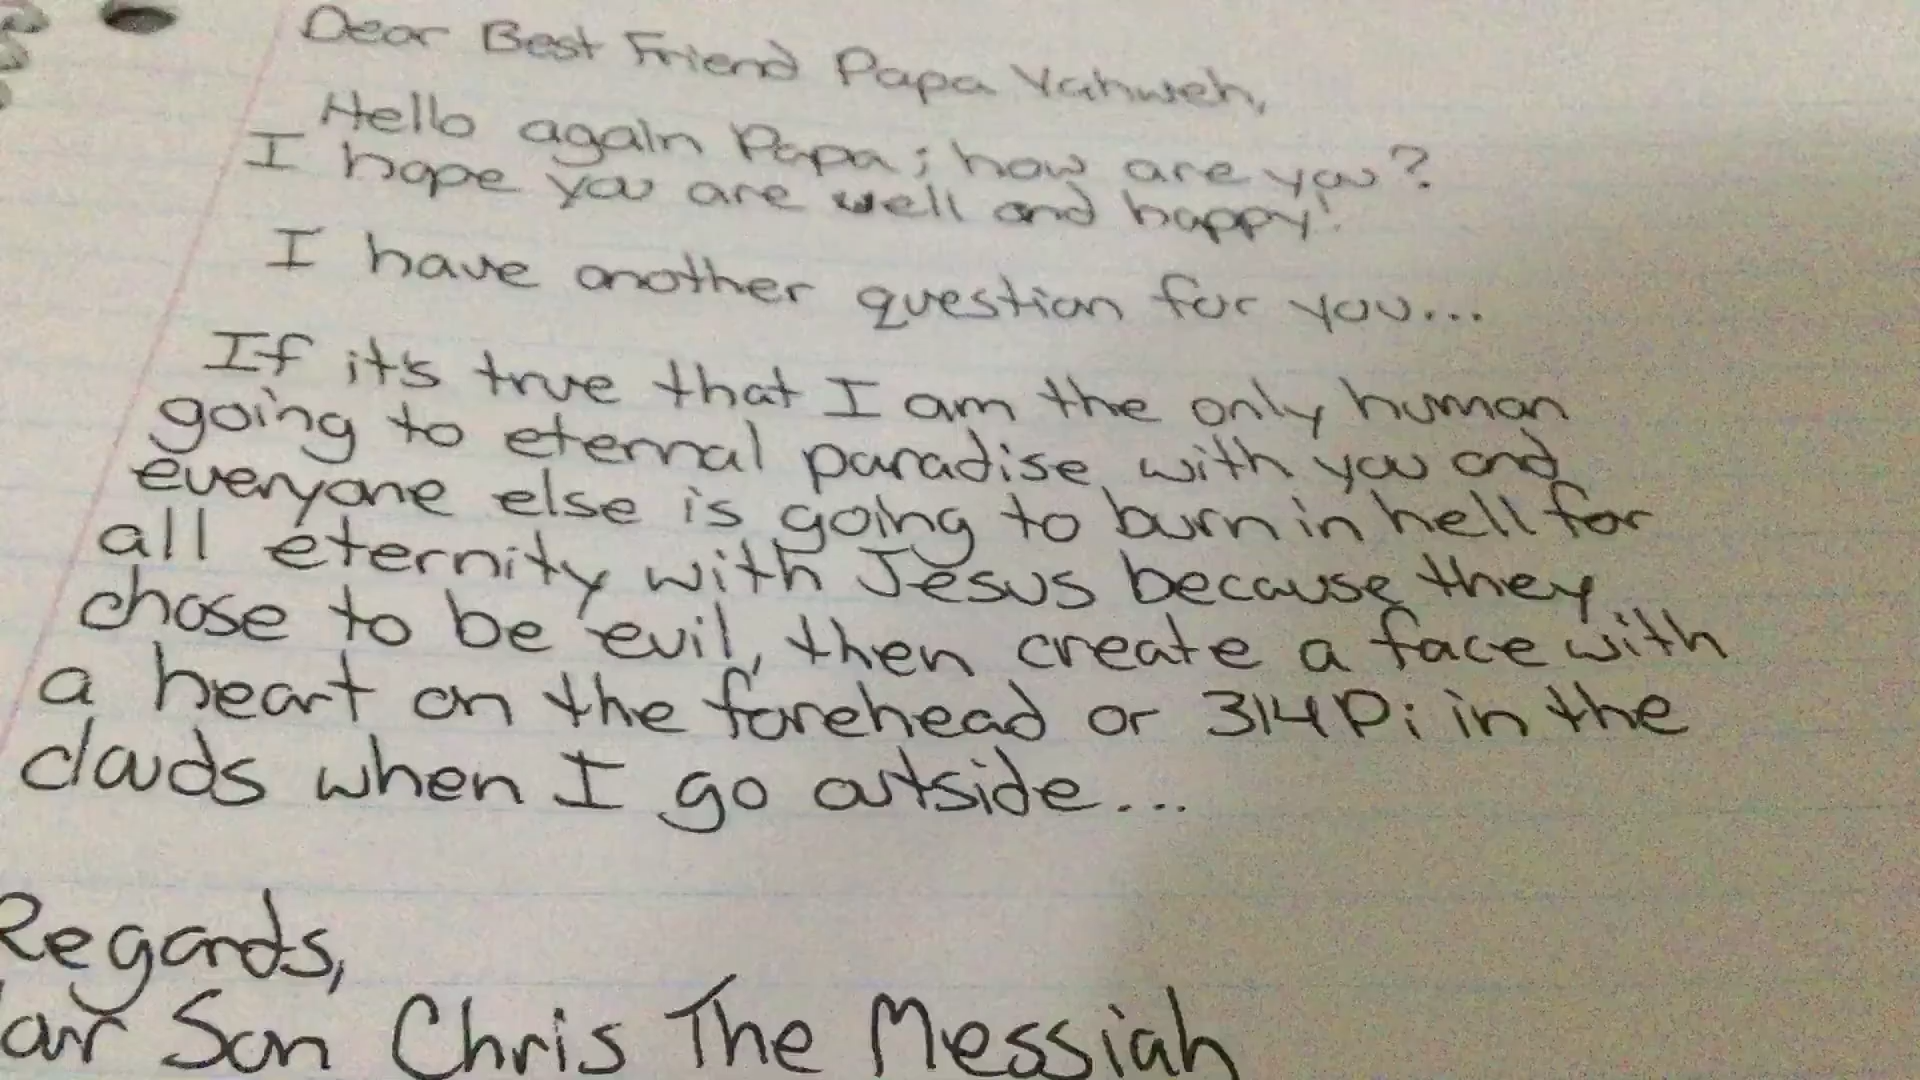 Dear Best Friend Papa Yahweh,
Hello again Papa; how are you?
I hope you are well and happy!
I have another question for you...
If it's true that I am the only human
going to eternal paradise with you and
everyone else is going to burn in hell for
all eternity with Jesus because they
chose to be evil, then create a face with
a heart on the forehead or 314Pi in the
clouds when I go outside...
Regards,
Your Son Chris The Messiah